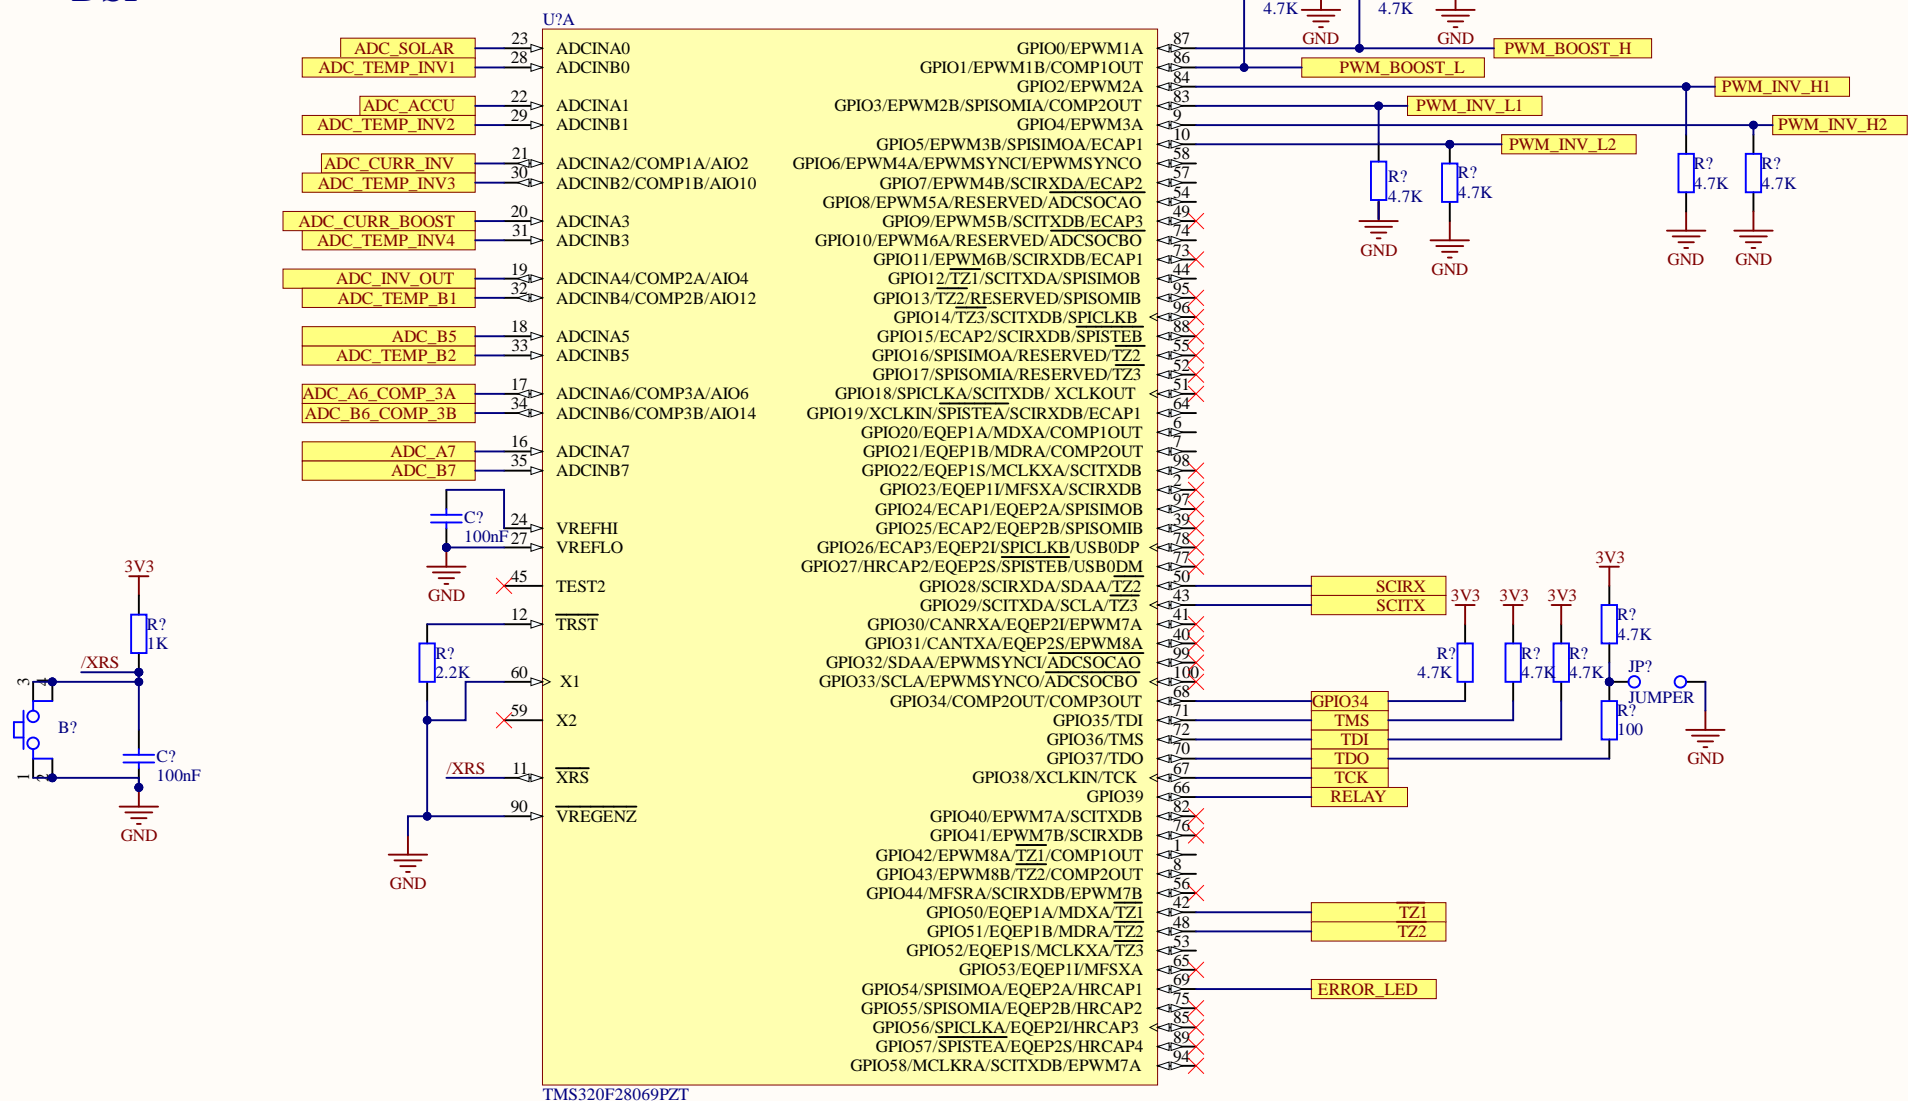 DSP
U?A
4.7K
4.7K
GND
GND
ADC_SOLAR 23 ADCINA0
ADC_TEMP_INV1 28 ADCINB0
ADC_ACCU 22 ADCINA1
ADC_TEMP_INV2 29 ADCINB1
ADC_CURR_INV 21 ADCINA2/COMP1A/AIO2
ADC_TEMP_INV3 30 ADCINB2/COMP1B/AIO10
ADC_CURR_BOOST 20 ADCINA3
ADC_TEMP_INV4 31 ADCINB3
ADC_INV_OUT 19 ADCINA4/COMP2A/AIO4
ADC_TEMP_B1 32 ADCINB4/COMP2B/AIO12
ADC_B5 18 ADCINA5
ADC_TEMP_B2 33 ADCINB5
ADC_A6_COMP_3A 17 ADCINA6/COMP3A/AIO6
ADC_B6_COMP_3B 34 ADCINB6/COMP3B/AIO14
ADC_A7 16 ADCINA7
ADC_B7 35 ADCINB7
C?
100nF
24 VREFHI
27 VREFLO
GND
45 TEST2
12 TRST
R?
2.2K
60 X1
59 X2
/XRS 11 XRS
90 VREGENZ
GND
3V3
R?
1K
/XRS
3 4
B?
1 2
C?
100nF
GND
GPIO0/EPWM1A 87 PWM_BOOST_H
GPIO1/EPWM1B/COMP1OUT 86 PWM_BOOST_L
GPIO2/EPWM2A 84 PWM_INV_H1
GPIO3/EPWM2B/SPISOMIA/COMP2OUT 83 PWM_INV_L1
GPIO4/EPWM3A 9 PWM_INV_H2
GPIO5/EPWM3B/SPISIMOA/ECAP1 10 PWM_INV_L2
GPIO6/EPWM4A/EPWMSYNCI/EPWMSYNCO 58
GPIO7/EPWM4B/SCIRXDA/ECAP2 57
GPIO8/EPWM5A/RESERVED/ADCSOCAO 54
GPIO9/EPWM5B/SCITXDB/ECAP3 49
GPIO10/EPWM6A/RESERVED/ADCSOCBO 74
GPIO11/EPWM6B/SCIRXDB/ECAP1 73
GPIO12/TZ1/SCITXDA/SPISIMOB 44
GPIO13/TZ2/RESERVED/SPISOMIB 95
GPIO14/TZ3/SCITXDB/SPICLKB 96
GPIO15/ECAP2/SCIRXDB/SPISTEB 88
GPIO16/SPISIMOA/RESERVED/TZ2 55
GPIO17/SPISOMIA/RESERVED/TZ3 52
GPIO18/SPICLKA/SCITXDB/ XCLKOUT 51
GPIO19/XCLKIN/SPISTEA/SCIRXDB/ECAP1 64
GPIO20/EQEP1A/MDXA/COMP1OUT 6
GPIO21/EQEP1B/MDRA/COMP2OUT 7
GPIO22/EQEP1S/MCLKXA/SCITXDB 98
GPIO23/EQEP1I/MFSXA/SCIRXDB 2
GPIO24/ECAP1/EQEP2A/SPISIMOB 97
GPIO25/ECAP2/EQEP2B/SPISOMIB 39
GPIO26/ECAP3/EQEP2I/SPICLKB/USB0DP 78
GPIO27/HRCAP2/EQEP2S/SPISTEB/USB0DM 77
GPIO28/SCIRXDA/SDAA/TZ2 50 SCIRX
GPIO29/SCITXDA/SCLA/TZ3 43 SCITX
GPIO30/CANRXA/EQEP2I/EPWM7A 41
GPIO31/CANTXA/EQEP2S/EPWM8A 40
GPIO32/SDAA/EPWMSYNCI/ADCSOCAO 99
GPIO33/SCLA/EPWMSYNCO/ADCSOCBO 100
GPIO34/COMP2OUT/COMP3OUT 68 GPIO34
GPIO35/TDI 71 TMS
GPIO36/TMS 72 TDI
GPIO37/TDO 70 TDO
GPIO38/XCLKIN/TCK 67 TCK
GPIO39 66 RELAY
GPIO40/EPWM7A/SCITXDB 82
GPIO41/EPWM7B/SCIRXDB 76
GPIO42/EPWM8A/TZ1/COMP1OUT 1
GPIO43/EPWM8B/TZ2/COMP2OUT 8
GPIO44/MFSRA/SCIRXDB/EPWM7B 56
GPIO50/EQEP1A/MDXA/TZ1 42 TZ1
GPIO51/EQEP1B/MDRA/TZ2 48 TZ2
GPIO52/EQEP1S/MCLKXA/TZ3 53
GPIO53/EQEP1I/MFSXA 65
GPIO54/SPISIMOA/EQEP2A/HRCAP1 69 ERROR_LED
GPIO55/SPISOMIA/EQEP2B/HRCAP2 75
GPIO56/SPICLKA/EQEP2I/HRCAP3 85
GPIO57/SPISTEA/EQEP2S/HRCAP4 89
GPIO58/MCLKRA/SCITXDB/EPWM7A 94
R?
4.7K
GND
R?
4.7K
GND
R?
4.7K
GND
R?
4.7K
GND
3V3
3V3
3V3
3V3
R?
4.7K
R?
4.7K
R?
4.7K
R?
4.7K
JP?
JUMPER
R?
100
GND
TMS320F28069PZT